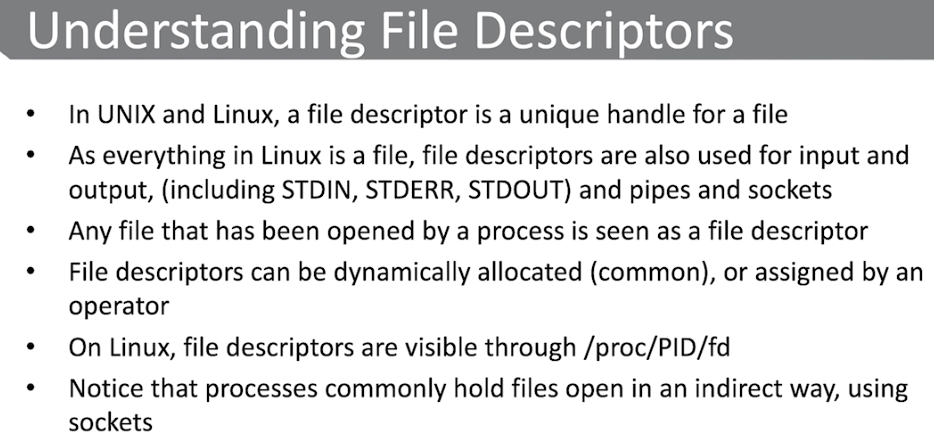 Understanding File Descriptors
• In UNIX and Linux, a file descriptor is a unique handle for a file
• As everything in Linux is a file, file descriptors are also used for input and
output, (including STDIN, STDERR, STDOUT) and pipes and sockets
• Any file that has been opened by a process is seen as a file descriptor
• File descriptors can be dynamically allocated (common), or assigned by an
operator
• On Linux, file descriptors are visible through /proc/PID/fd
• Notice that processes commonly hold files open in an indirect way, using
sockets